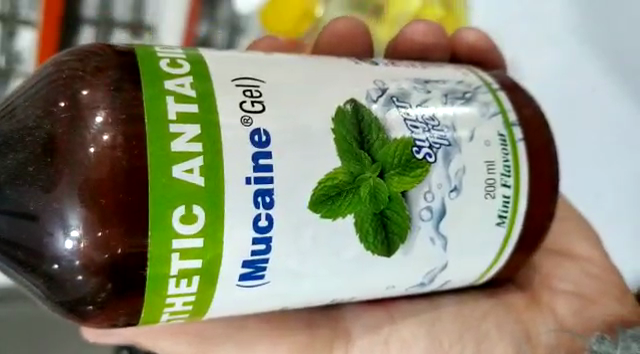 THETIC ANTACI
(Mucaine® Gel)
Sugar
free
200 ml
Mint Flavour